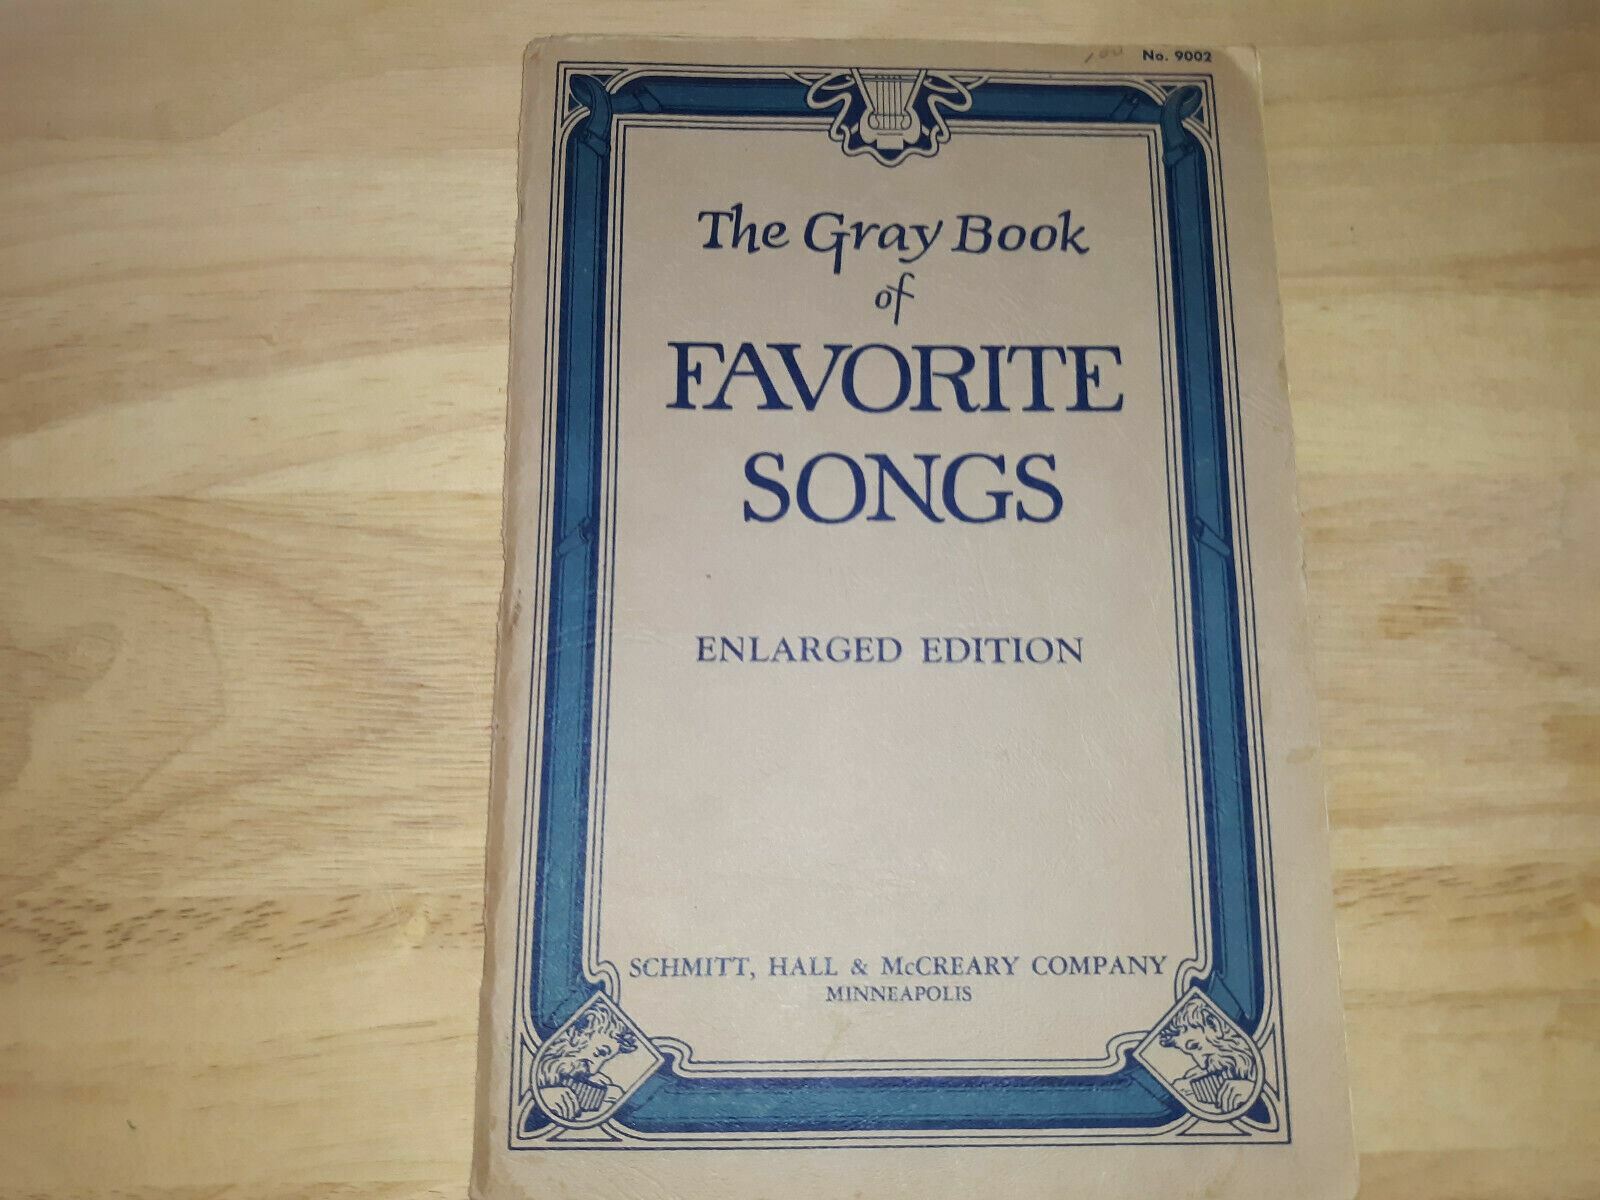 No. 9002
The Gray Book
of
FAVORITE
SONGS
ENLARGED EDITION
SCHMITT, HALL & McCREARY COMPANY
MINNEAPOLIS